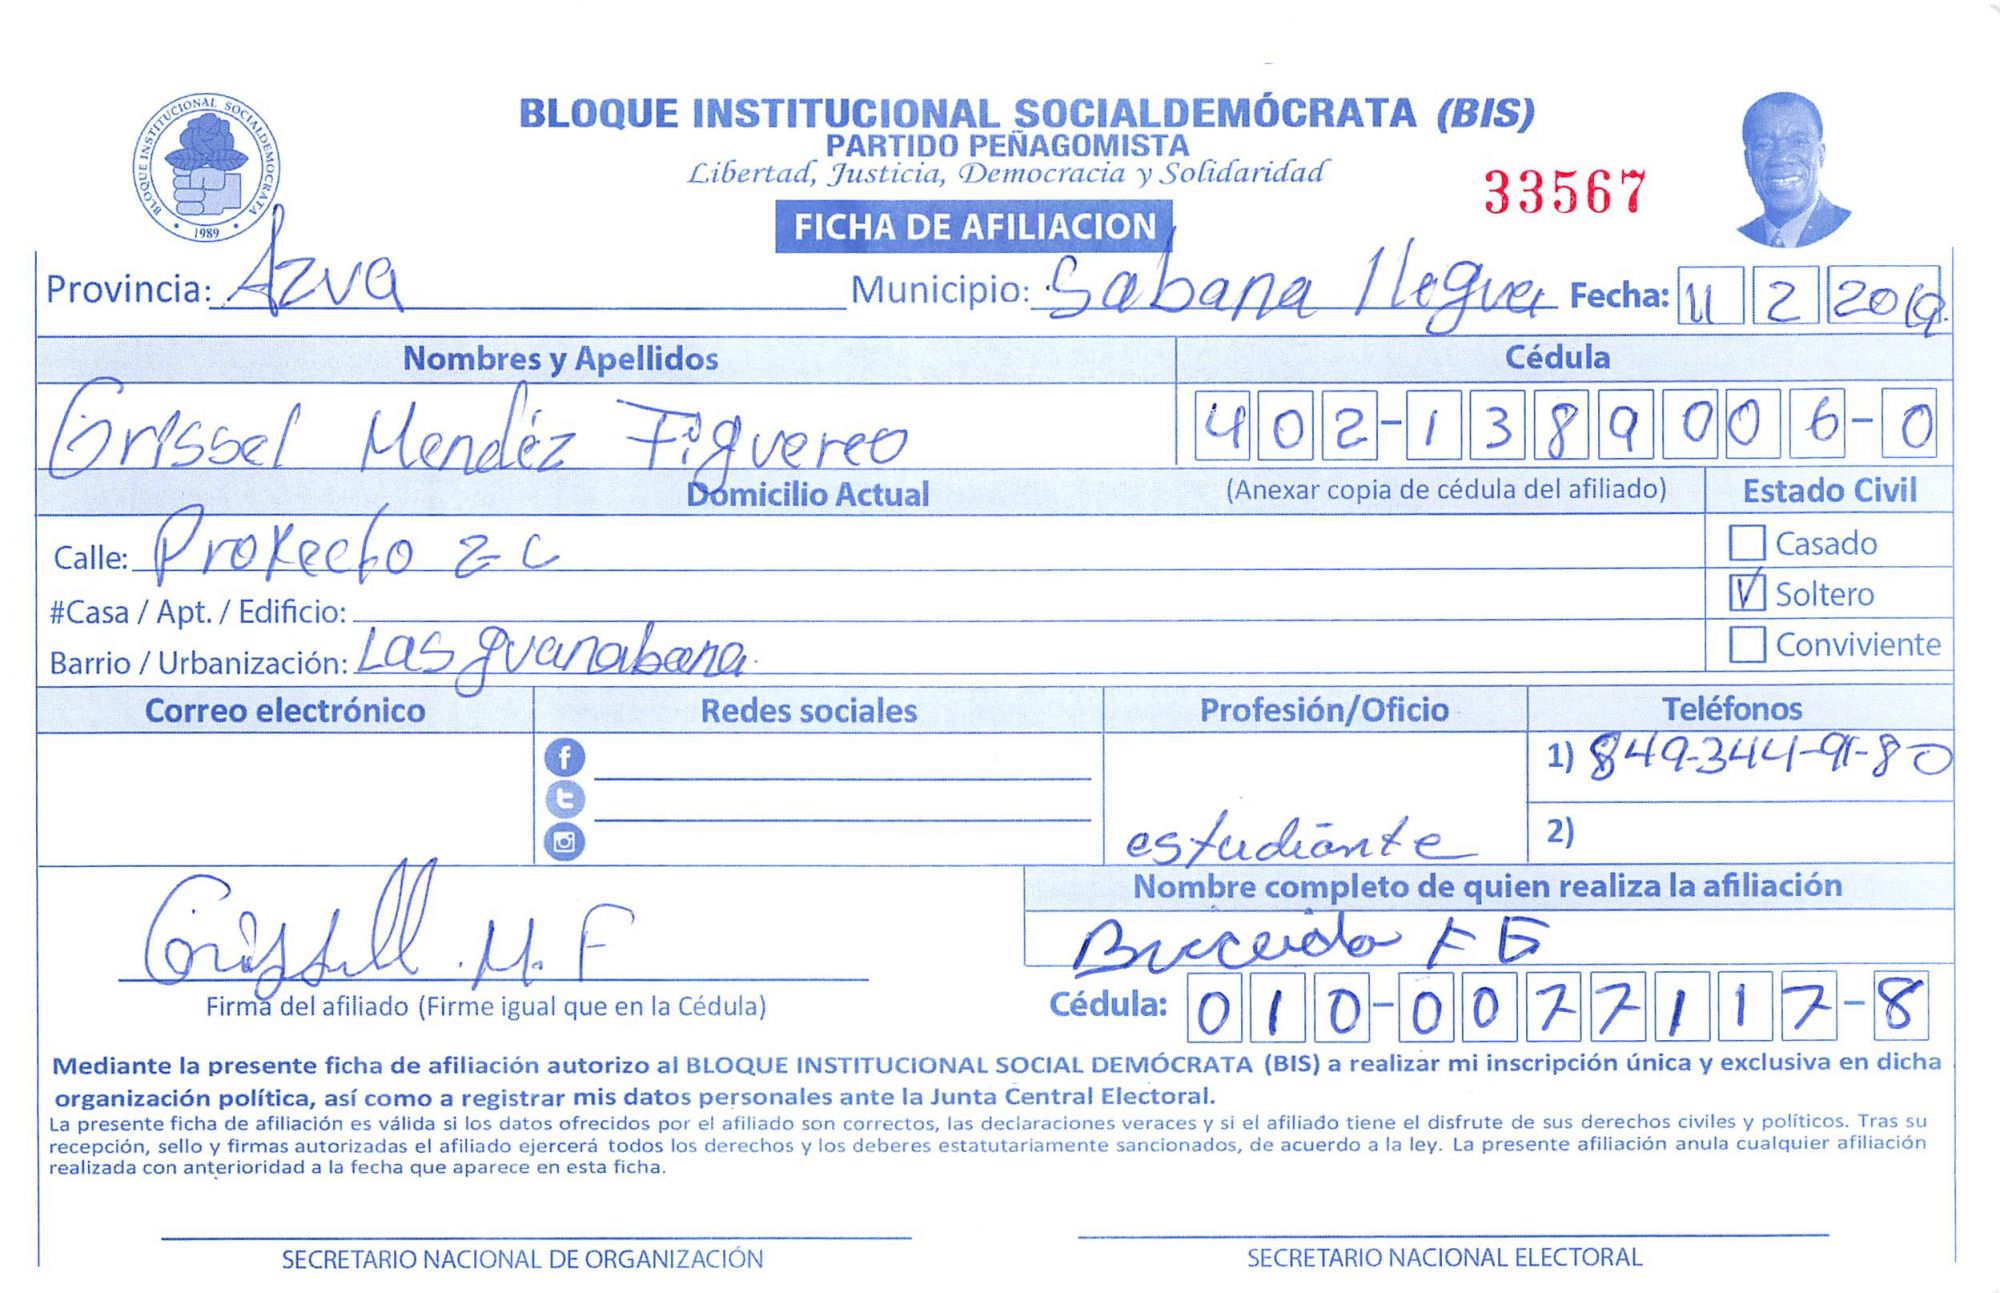 BLOQUE INSTITUCIONAL SOCIALDEMOCRATA
1989
BLOQUE INSTITUCIONAL SOCIALDEMÓCRATA (BIS)
PARTIDO PEÑAGOMISTA
Libertad, Justicia, Democracia y Solidaridad
33567
FICHA DE AFILIACION
Provincia: Azua Municipio: Sabana Llegua Fecha: 11 2 2019
Nombres y Apellidos Cédula
Grissel Mendéz Figuereo 402-1389006-0
Domicilio Actual (Anexar copia de cédula del afiliado) Estado Civil
Calle: Proyecto 2-C Casado
#Casa / Apt. / Edificio: Soltero
Barrio / Urbanización: Las guanabana. Conviviente
Correo electrónico Redes sociales Profesión/Oficio Teléfonos
1) 849-344-91-80
estudiante 2)
Nombre completo de quien realiza la afiliación
Grissell. M. F F
Firma del afiliado (Firme igual que en la Cédula) Cédula: 010-0077117-8
Mediante la presente ficha de afiliación autorizo al BLOQUE INSTITUCIONAL SOCIAL DEMÓCRATA (BIS) a realizar mi inscripción única y exclusiva en dicha
organización política, así como a registrar mis datos personales ante la Junta Central Electoral.
La presente ficha de afiliación es válida si los datos ofrecidos por el afiliado son correctos, las declaraciones veraces y si el afiliado tiene el disfrute de sus derechos civiles y políticos. Tras su
recepción, sello y firmas autorizadas el afiliado ejercerá todos los derechos y los deberes estatutariamente sancionados, de acuerdo a la ley. La presente afiliación anula cualquier afiliación
realizada con anterioridad a la fecha que aparece en esta ficha.
SECRETARIO NACIONAL DE ORGANIZACIÓN SECRETARIO NACIONAL ELECTORAL